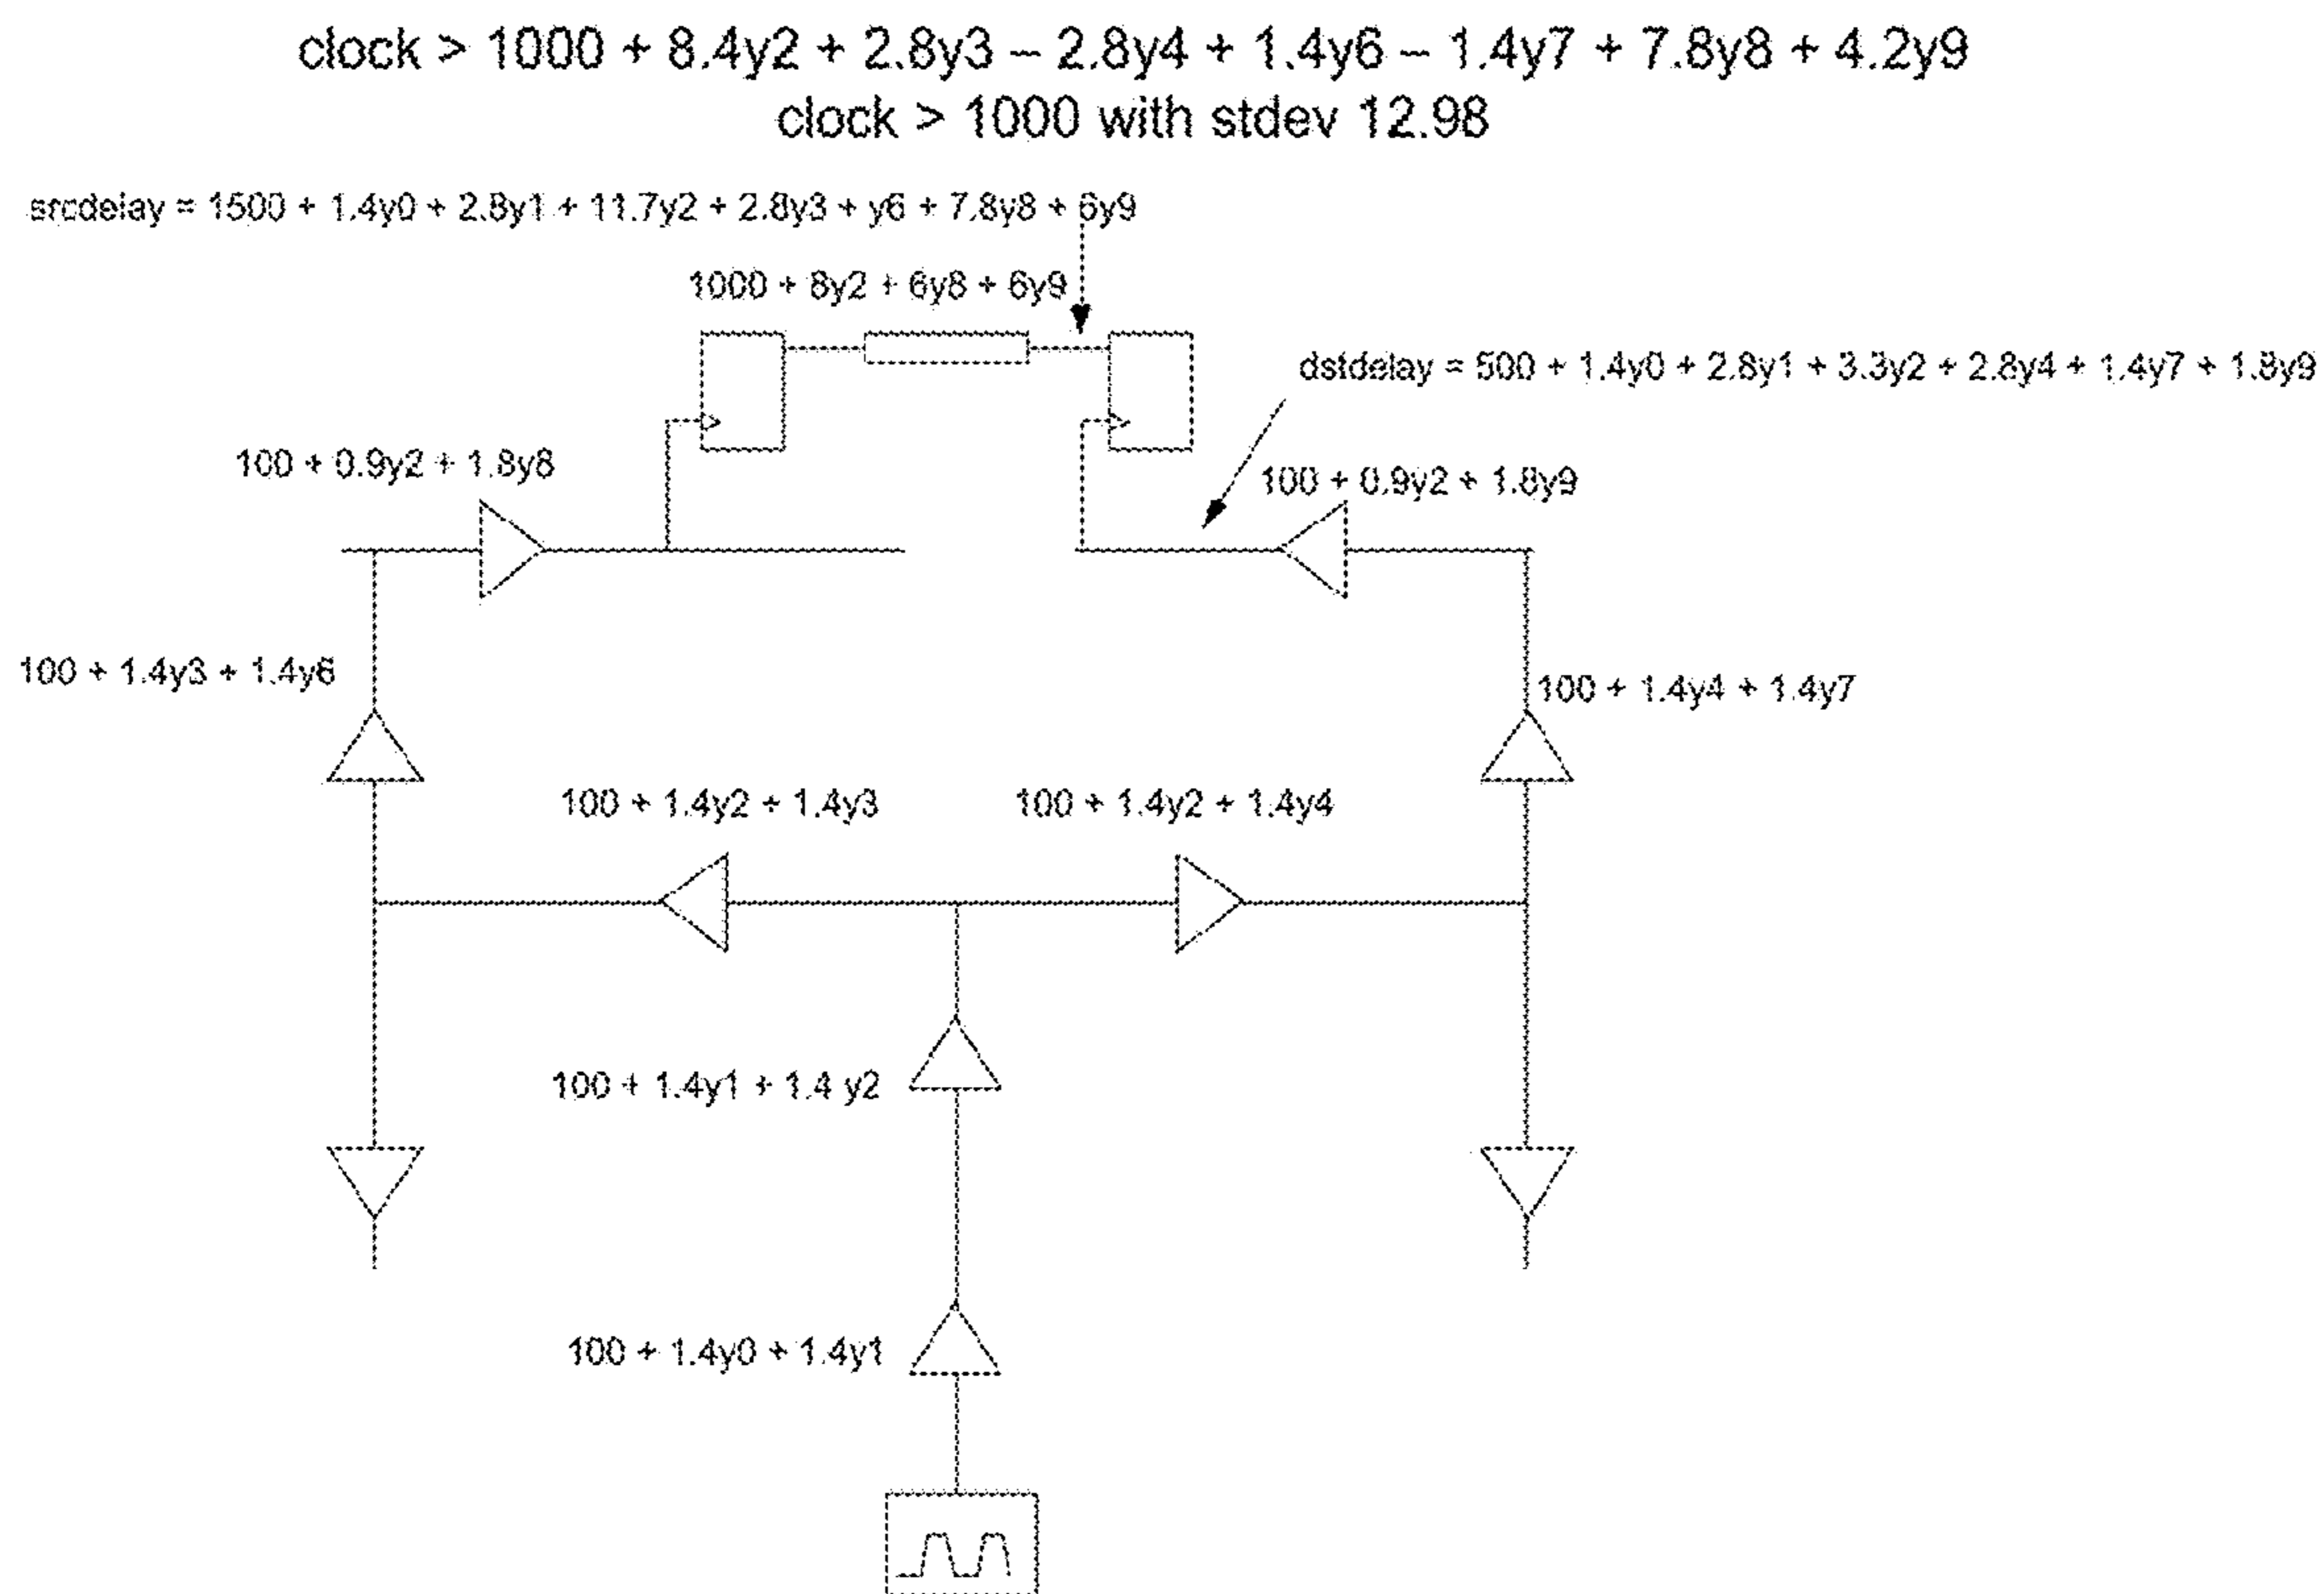 clock > 1000 + 8.4y2 + 2.8y3 – 2.8y4 + 1.4y6 – 1.4y7 + 7.8y8 + 4.2y9
clock > 1000 with stdev 12.98
srcdelay = 1500 + 1.4y0 + 2.8y1 + 11.7y2 + 2.8y3 + y6 + 7.8y8 + 6y9
1000 + 8y2 + 6y8 + 6y9
dstdelay = 500 + 1.4y0 + 2.8y1 + 3.3y2 + 2.8y4 + 1.4y7 + 1.8y9
100 + 0.9y2 + 1.8y8
100 + 0.9y2 + 1.8y9
100 + 1.4y3 + 1.4y6
100 + 1.4y4 + 1.4y7
100 + 1.4y2 + 1.4y3
100 + 1.4y2 + 1.4y4
100 + 1.4y1 + 1.4 y2
100 + 1.4y0 + 1.4y1